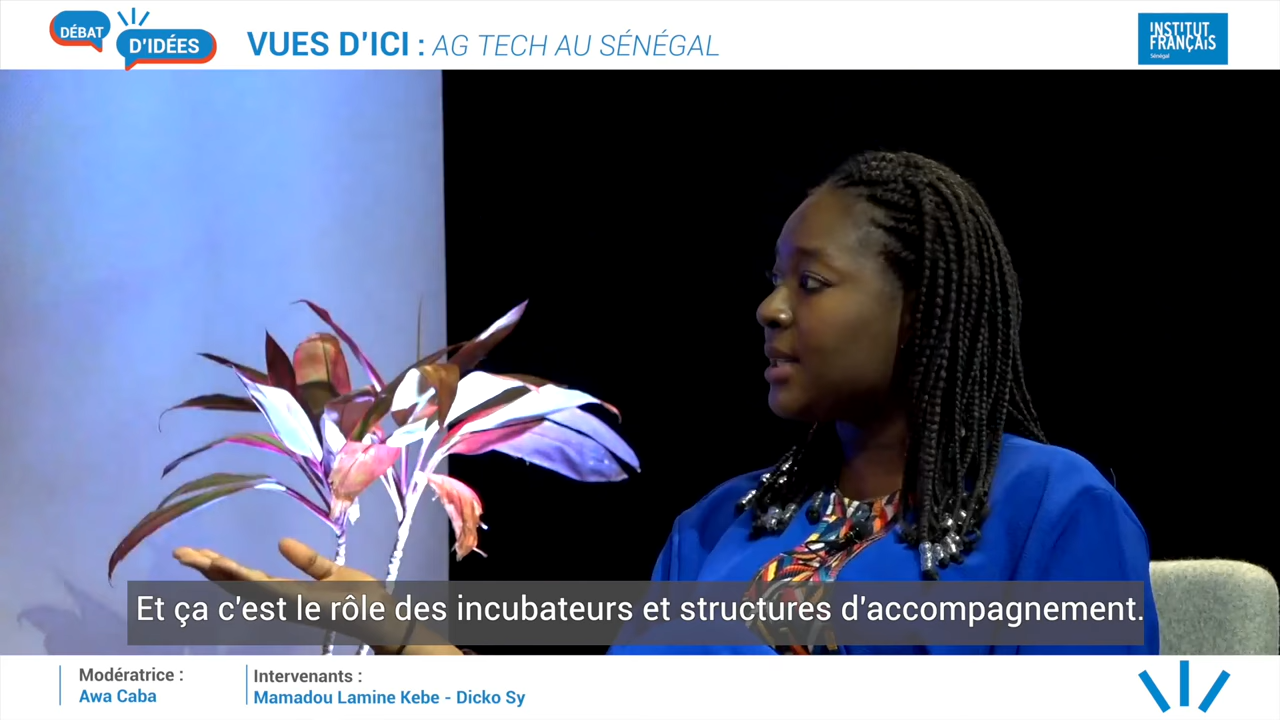 DÉBAT
D'IDÉES
VUES D'ICI : AG TECH AU SÉNÉGAL
INSTITUT
FRANÇAIS
Sénégal
Et ça c'est le rôle des incubateurs et structures d'accompagnement.
Modératrice :
Awa Caba
Intervenants :
Mamadou Lamine Kebe - Dicko Sy